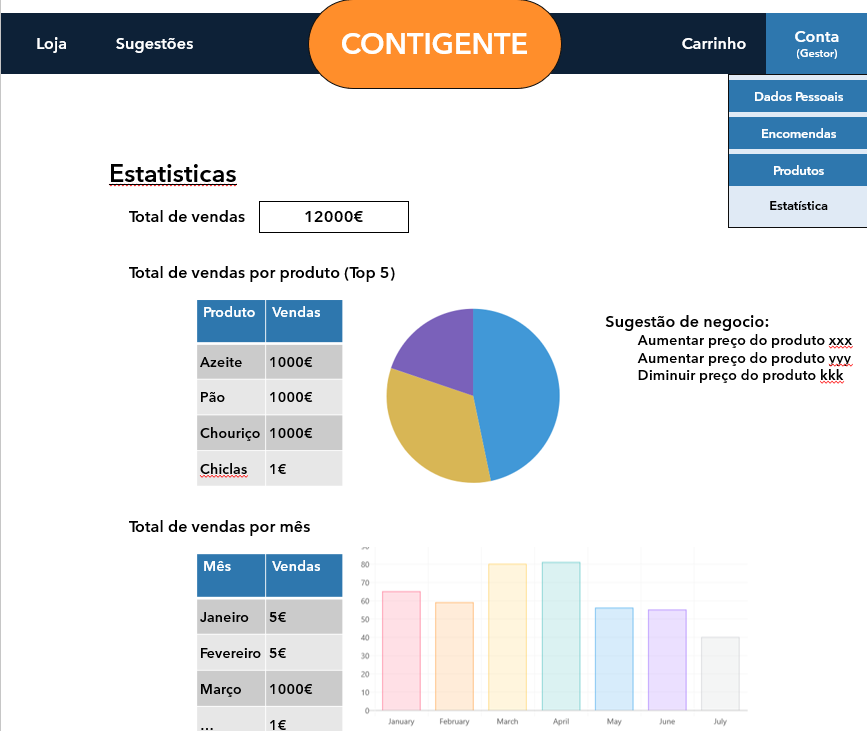 Loja Sugestões CONTIGENTE Carrinho Conta
(Gestor)
Dados Pessoais
Encomendas
Produtos
Estatística
Estatisticas
Total de vendas 12000€
Total de vendas por produto (Top 5)
Produto Vendas
Azeite 1000€
Pão 1000€
Chouriço 1000€
Chiclas 1€
Sugestão de negocio:
Aumentar preço do produto xxx
Aumentar preço do produto yyy
Diminuir preço do produto kkk
Total de vendas por mês
Mês Vendas
Janeiro 5€
Fevereiro 5€
Março 1000€
... 1€
80
70
60
50
40
30
20
10
0
January February March April May June July